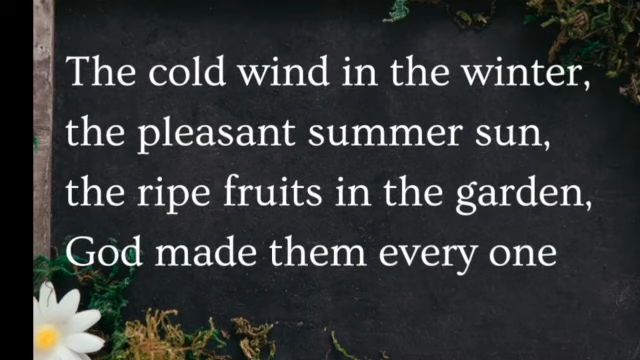 The cold wind in the winter,
the pleasant summer sun,
the ripe fruits in the garden,
God made them every one